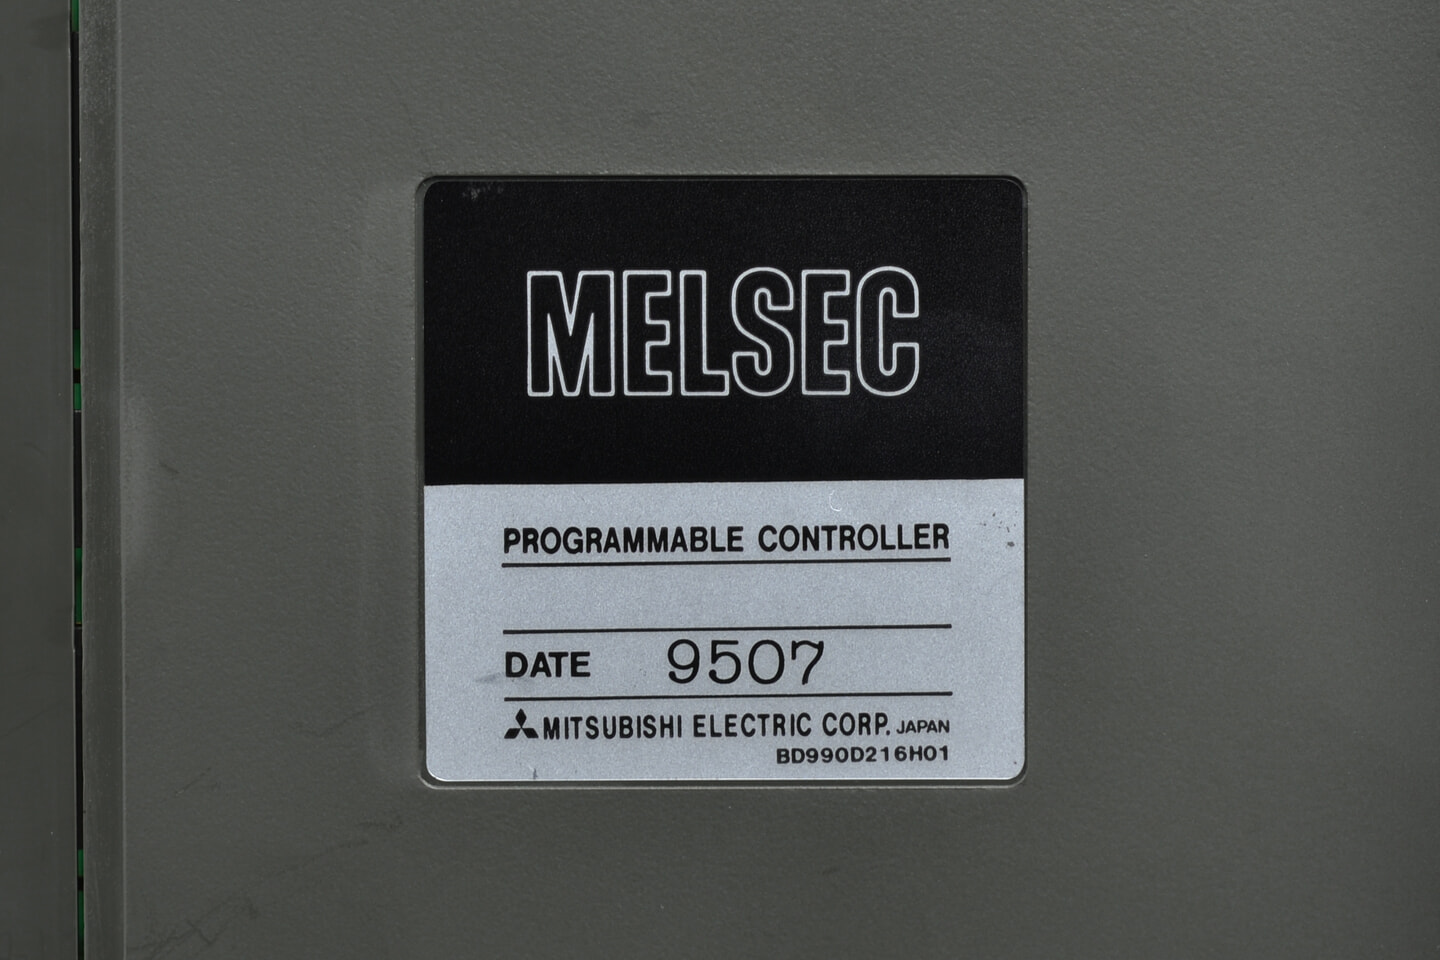 MELSEC
PROGRAMMABLE CONTROLLER
DATE 9507
MITSUBISHI ELECTRIC CORP. JAPAN
BD990D216H01